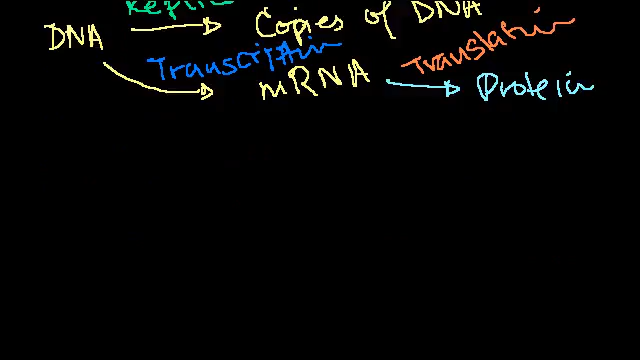 DNA → Copies of DNA
Transcription Translation
mRNA → Protein